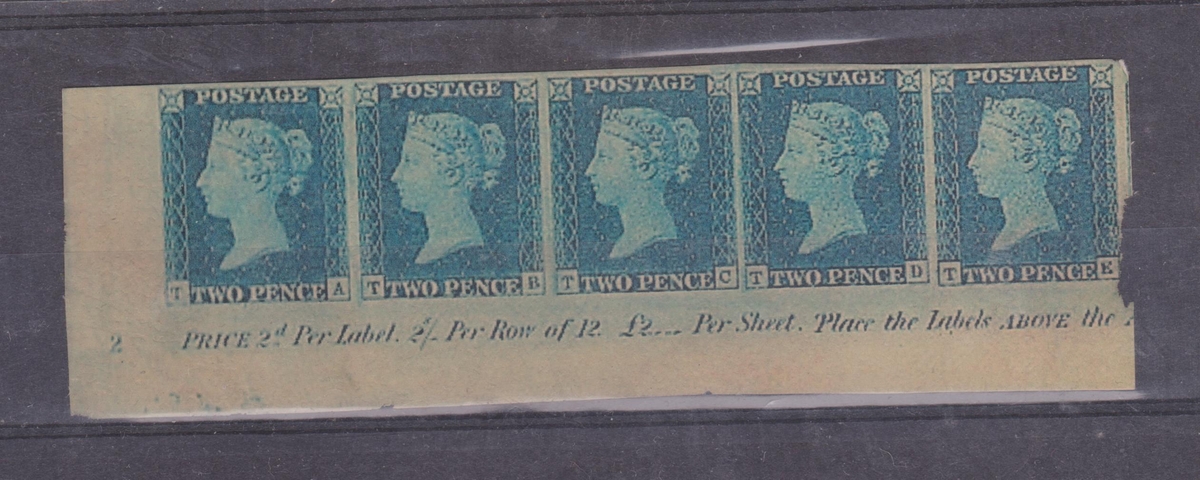 POSTAGE POSTAGE POSTAGE POSTAGE POSTAGE
T TWO PENCE A T TWO PENCE B T TWO PENCE C T TWO PENCE D T TWO PENCE E
2 PRICE 2d Per Label. 2/- Per Row of 12. £2.-.- Per Sheet. Place the Labels ABOVE the